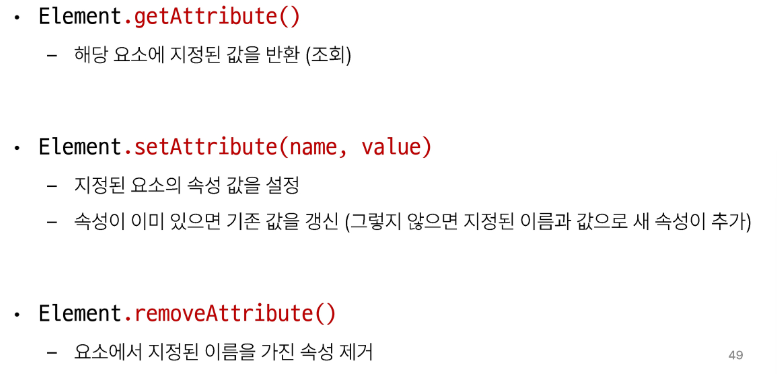 • Element.getAttribute()
– 해당 요소에 지정된 값을 반환 (조회)
• Element.setAttribute(name, value)
– 지정된 요소의 속성 값을 설정
– 속성이 이미 있으면 기존 값을 갱신 (그렇지 않으면 지정된 이름과 값으로 새 속성이 추가)
• Element.removeAttribute()
– 요소에서 지정된 이름을 가진 속성 제거
49